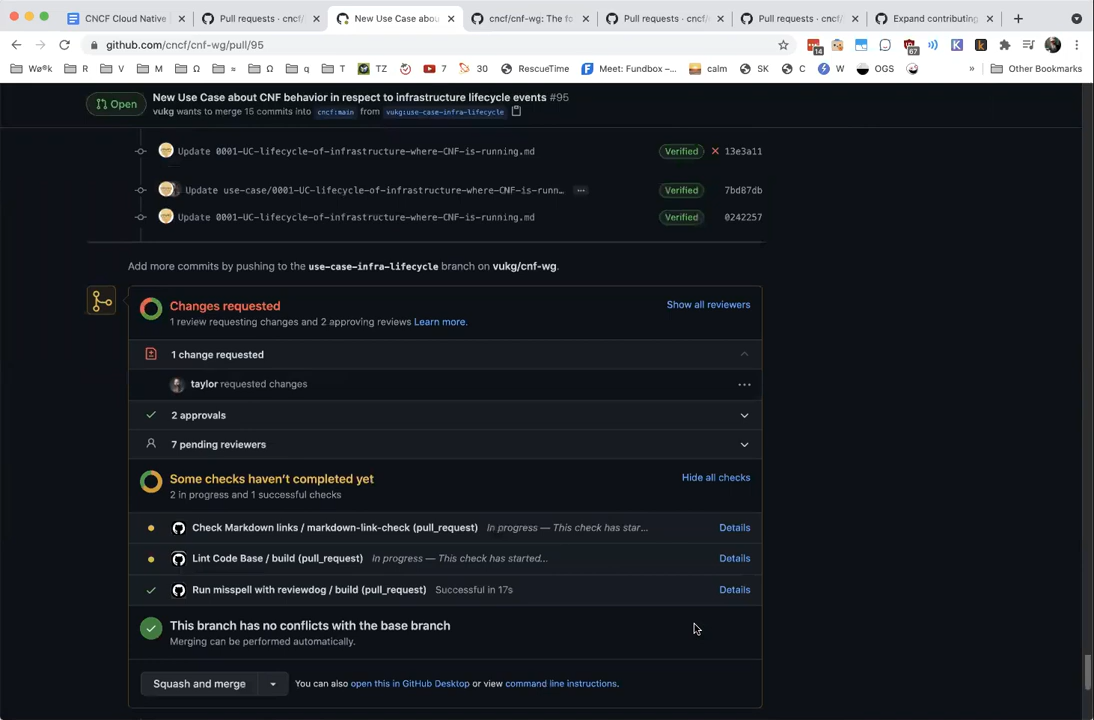 CNCF Cloud Native
Pull requests · cncf/
New Use Case abou
cncf/cnf-wg: The fo
Pull requests · cncf/
Pull requests · cncf/
Expand contributing
github.com/cncf/cnf-wg/pull/95
14
67
Wø®k
R
V
M
Ω
≈
Ω
q
T
TZ
7
30
RescueTime
Meet: Fundbox –...
calm
SK
C
W
OGS
»
Other Bookmarks
Open
New Use Case about CNF behavior in respect to infrastructure lifecycle events #95
vukg wants to merge 15 commits into cncf:main from vukg:use-case-infra-lifecycle
Update 0001-UC-lifecycle-of-infrastructure-where-CNF-is-running.md Verified 13e3a11
Update use-case/0001-UC-lifecycle-of-infrastructure-where-CNF-is-runn… ... Verified 7bd87db
Update 0001-UC-lifecycle-of-infrastructure-where-CNF-is-running.md Verified 0242257
Add more commits by pushing to the use-case-infra-lifecycle branch on vukg/cnf-wg.
Changes requested Show all reviewers
1 review requesting changes and 2 approving reviews Learn more.
1 change requested
taylor requested changes
2 approvals
7 pending reviewers
Some checks haven't completed yet Hide all checks
2 in progress and 1 successful checks
Check Markdown links / markdown-link-check (pull_request) In progress — This check has star... Details
Lint Code Base / build (pull_request) In progress — This check has started... Details
Run misspell with reviewdog / build (pull_request) Successful in 17s Details
This branch has no conflicts with the base branch
Merging can be performed automatically.
Squash and merge You can also open this in GitHub Desktop or view command line instructions.